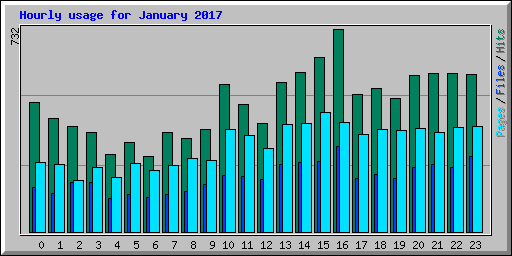 Hourly usage for January 2017
732
Pages / Files / Hits
0 1 2 3 4 5 6 7 8 9 10 11 12 13 14 15 16 17 18 19 20 21 22 23